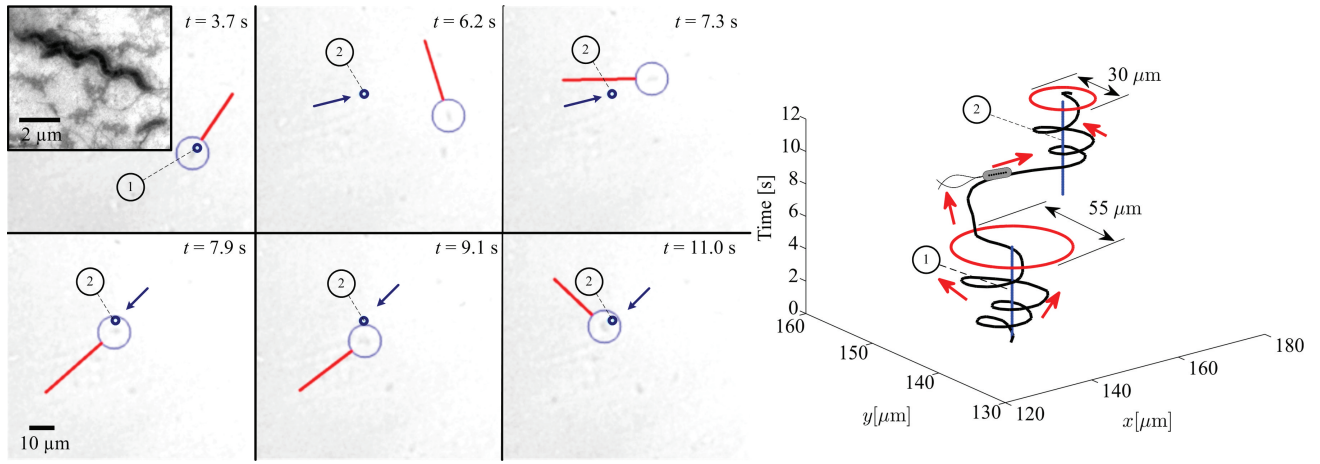 t = 3.7 s
2 µm
1
t = 6.2 s
2
t = 7.3 s
2
t = 7.9 s
2
10 µm
t = 9.1 s
2
t = 11.0 s
2
30 μm
2
12
10
8
6
4
2
0
Time [s]
55 μm
1
160
150
140
130
y[μm]
120
140
160
180
x[μm]